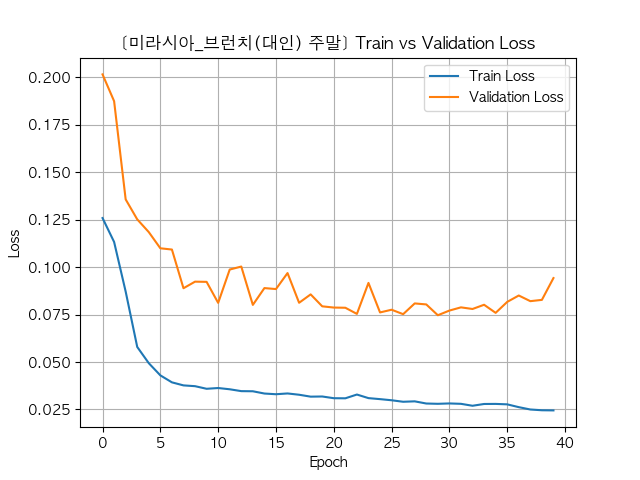 [미라시아_브런치(대인) 주말] Train vs Validation Loss
Train Loss
Validation Loss
0.200
0.175
0.150
0.125
0.100
0.075
0.050
0.025
Loss
0 5 10 15 20 25 30 35 40
Epoch